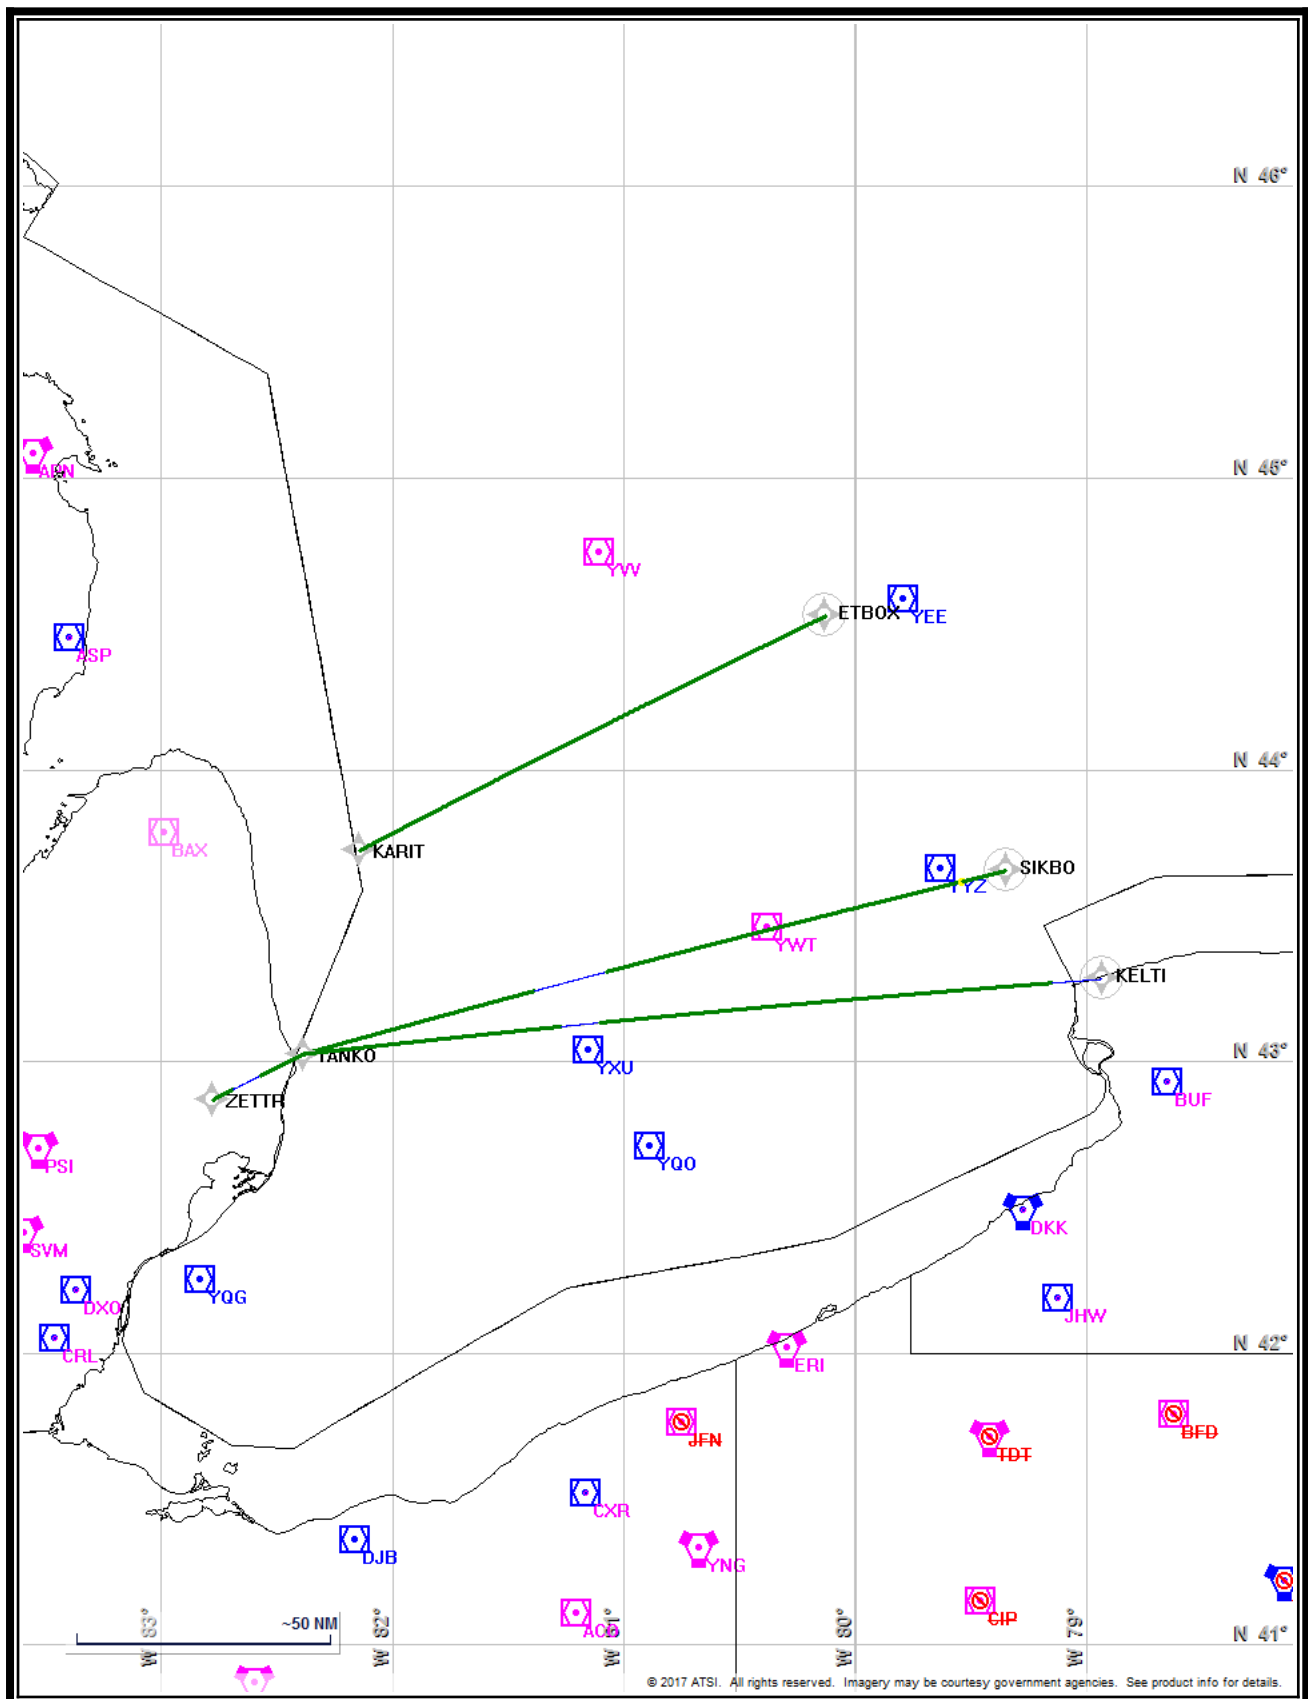 N 46°
N 45°
APN
YVV
ETBOX
YEE
ASP
N 44°
BAX
KARIT
SIKBO
YYZ
YWT
KELTI
TANKO
N 43°
YXU
ZETTR
BUF
PSI
YQO
DKK
SVM
YQG
DXO
JHW
CRL
N 42°
ERI
JFN
BFD
TDT
CXR
DJB
YNG
CIP
ACO
~50 NM
W 83°
W 82°
W 81°
W 80°
W 79°
N 41°
© 2017 ATSI. All rights reserved. Imagery may be courtesy government agencies. See product info for details.